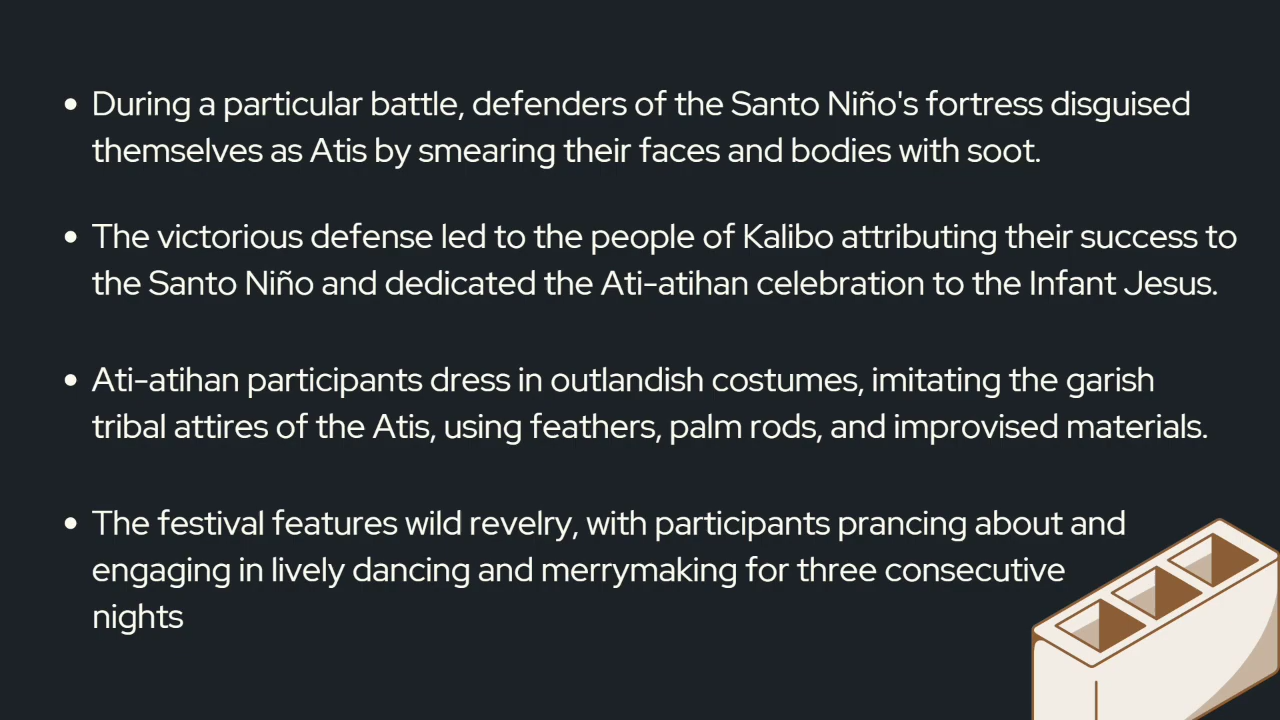 • During a particular battle, defenders of the Santo Niño's fortress disguised
themselves as Atis by smearing their faces and bodies with soot.
• The victorious defense led to the people of Kalibo attributing their success to
the Santo Niño and dedicated the Ati-atihan celebration to the Infant Jesus.
• Ati-atihan participants dress in outlandish costumes, imitating the garish
tribal attires of the Atis, using feathers, palm rods, and improvised materials.
• The festival features wild revelry, with participants prancing about and
engaging in lively dancing and merrymaking for three consecutive
nights